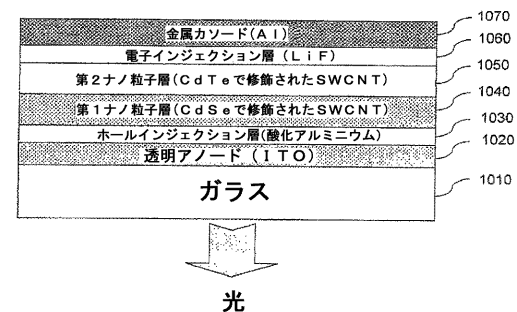 金属カソード(Al) 1070
電子インジェクション層(LiF) 1060
第2ナノ粒子層(CdTeで修飾されたSWCNT) 1050
第1ナノ粒子層(CdSeで修飾されたSWCNT) 1040
ホールインジェクション層(酸化アルミニウム) 1030
透明アノード(ITO) 1020
ガラス 1010
光